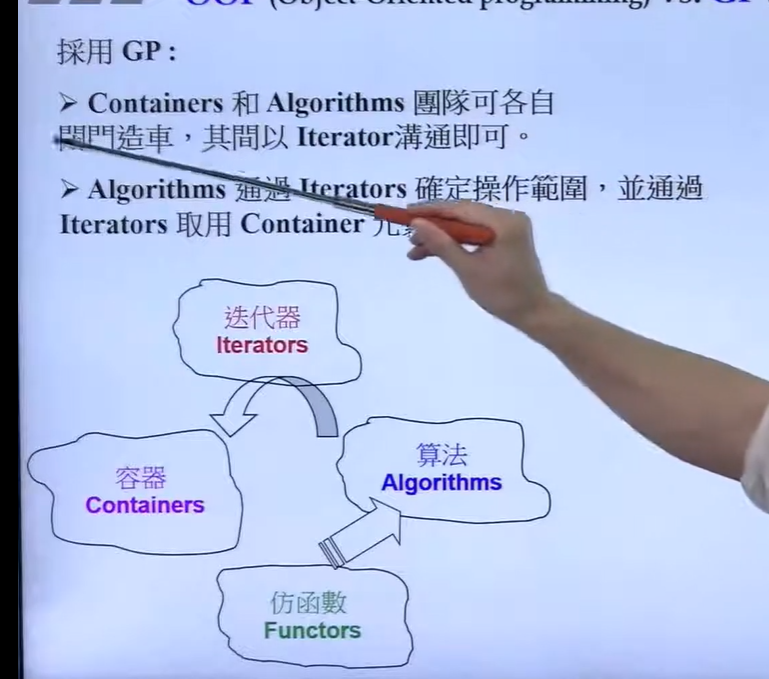 OOP (Object Oriented programming) vs. GP
採用 GP :
➢ Containers 和 Algorithms 團隊可各自
門造車，其間以 Iterator溝通即可。
➢ Algorithms 通過 Iterators 確定操作範圍，並通過
Iterators 取用 Container 元
迭代器
Iterators
算法
Algorithms
容器
Containers
仿函數
Functors